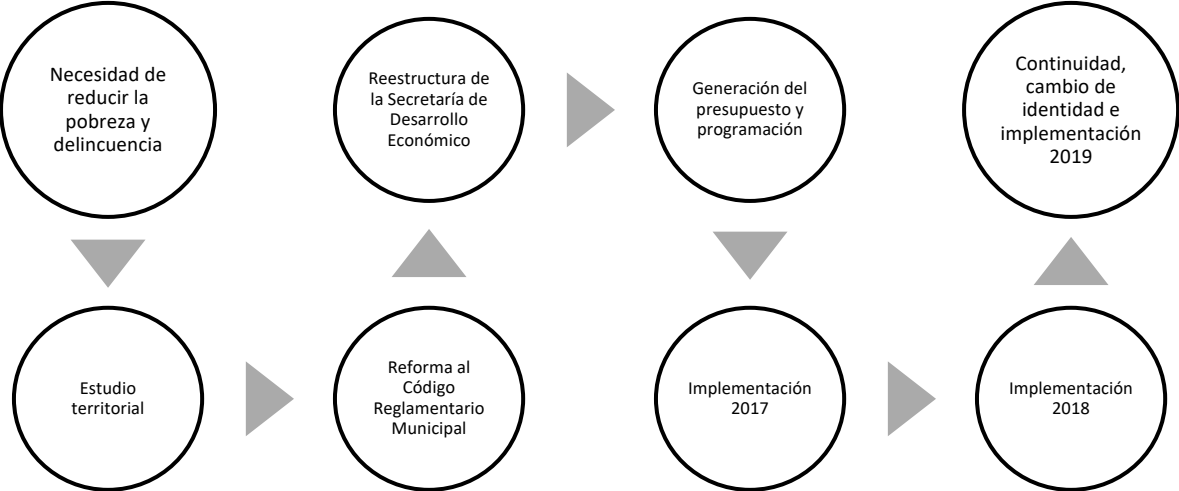 Necesidad de
reducir la
pobreza y
delincuencia
Estudio
territorial
Reforma al
Código
Reglamentario
Municipal
Reestructura de
la Secretaría de
Desarrollo
Económico
Generación del
presupuesto y
programación
Implementación
2017
Implementación
2018
Continuidad,
cambio de
identidad e
implementación
2019